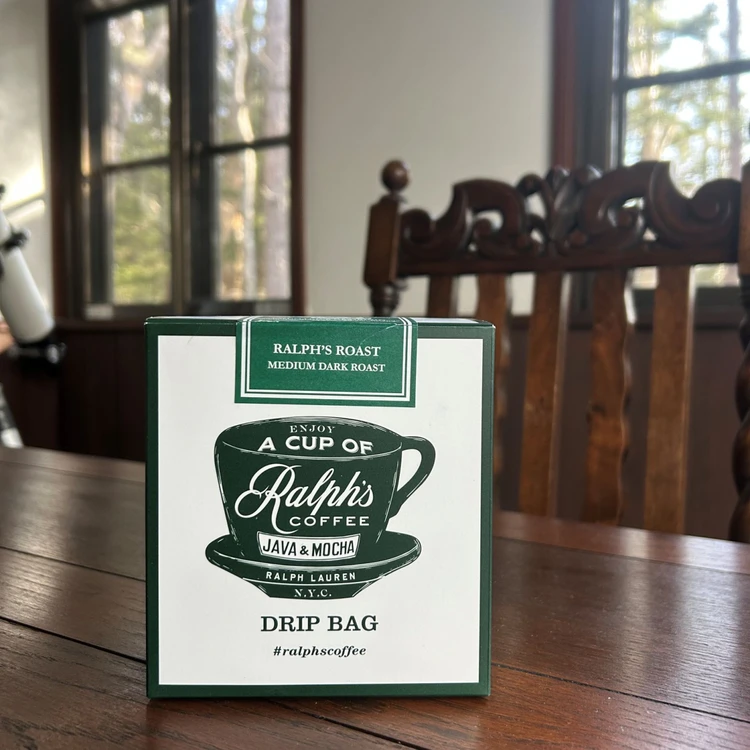 RALPH'S ROAST
MEDIUM DARK ROAST
ENJOY
A CUP OF
Ralph's
COFFEE
JAVA & MOCHA
RALPH LAUREN
N.Y.C.
DRIP BAG
#ralphscoffee